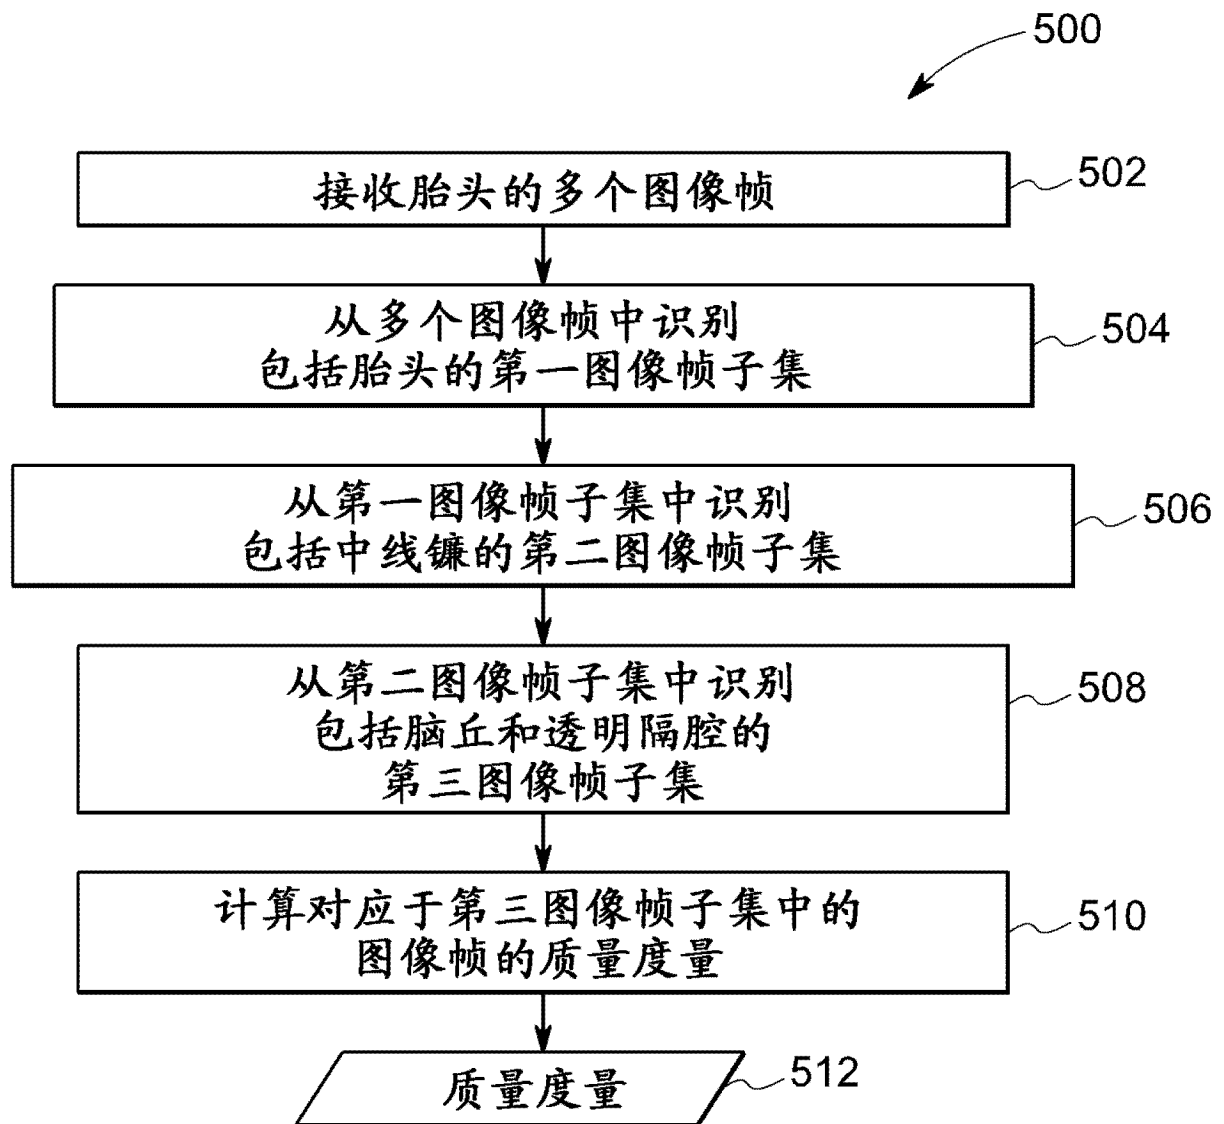 500
接收胎头的多个图像帧
502
从多个图像帧中识别
包括胎头的第一图像帧子集
504
从第一图像帧子集中识别
包括中线镰的第二图像帧子集
506
从第二图像帧子集中识别
包括脑丘和透明隔腔的
第三图像帧子集
508
计算对应于第三图像帧子集中的
图像帧的质量度量
510
质量度量
512